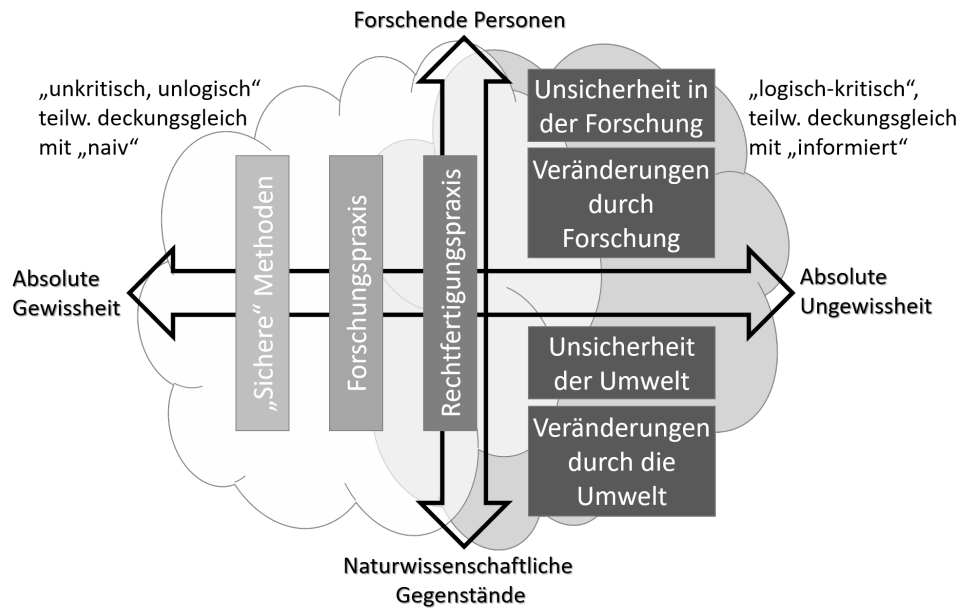 Forschende Personen
„unkritisch, unlogisch“
teilw. deckungsgleich
mit „naiv“
Unsicherheit in
der Forschung
„logisch-kritisch“,
teilw. deckungsgleich
mit „informiert“
Veränderungen
durch
Forschung
„Sichere“ Methoden
Forschungspraxis
Rechtfertigungspraxis
Absolute
Gewissheit
Absolute
Ungewissheit
Unsicherheit
der Umwelt
Veränderungen
durch die
Umwelt
Naturwissenschaftliche
Gegenstände